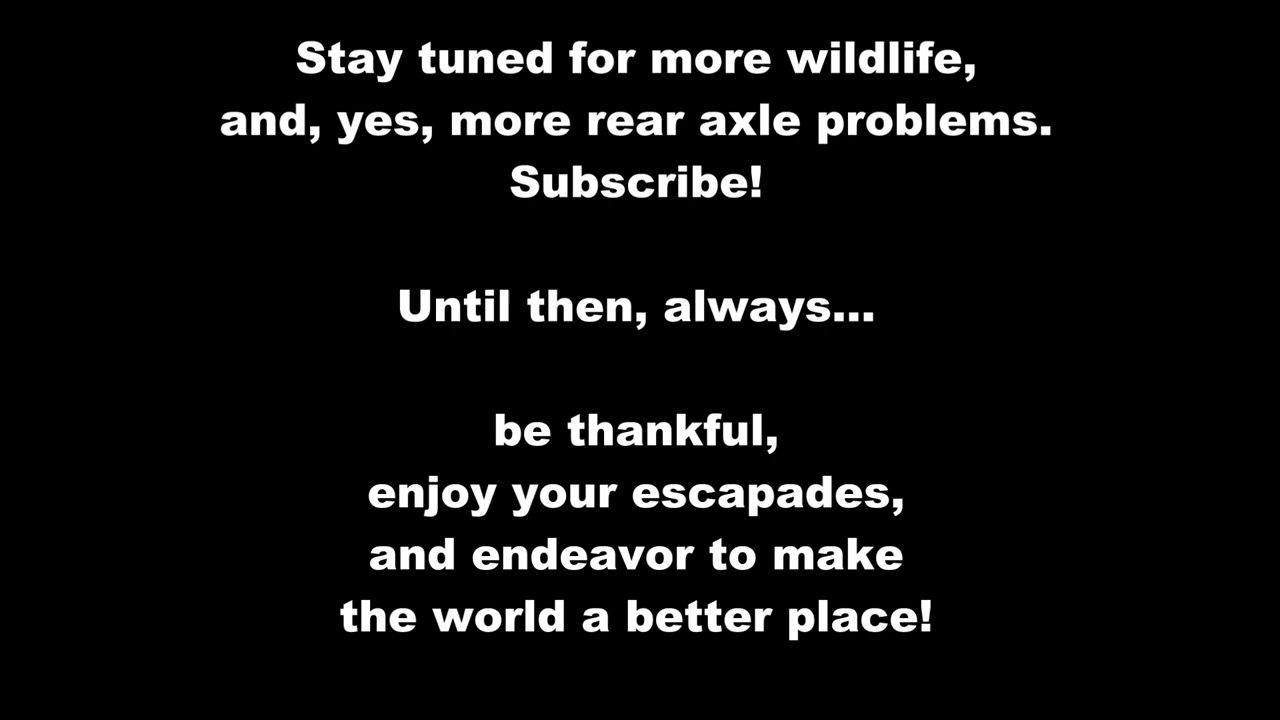 Stay tuned for more wildlife,
and, yes, more rear axle problems.
Subscribe!
Until then, always...
be thankful,
enjoy your escapades,
and endeavor to make
the world a better place!